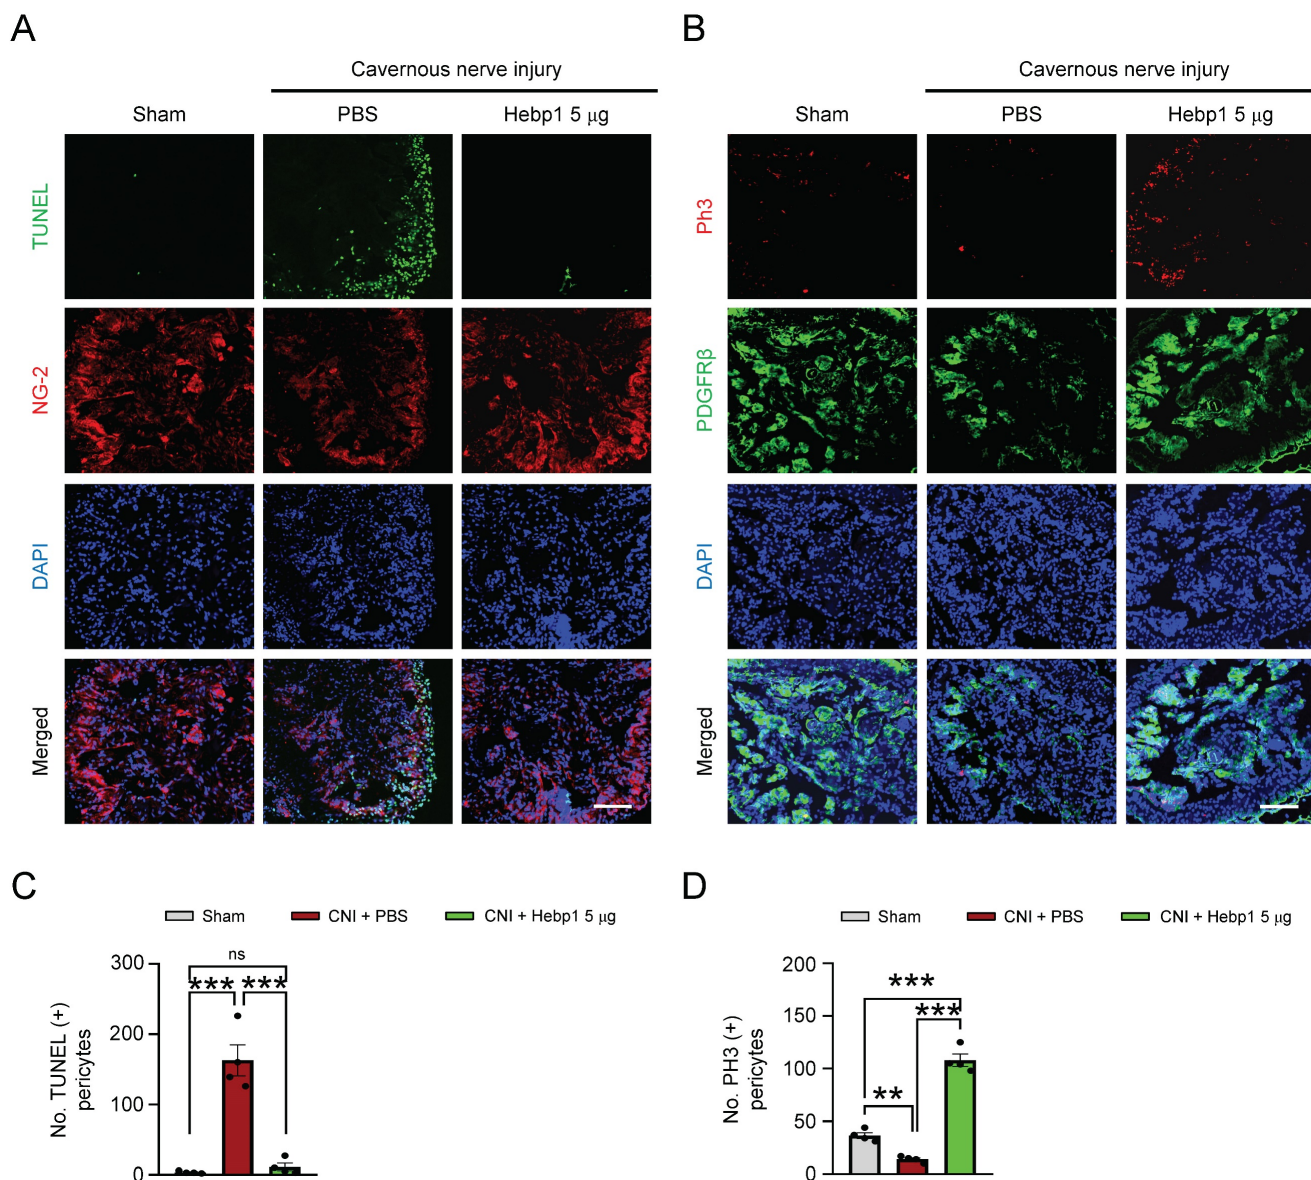 A
Cavernous nerve injury
Sham
PBS
Hebp1 5 μg
TUNEL
NG-2
DAPI
Merged
B
Cavernous nerve injury
Sham
PBS
Hebp1 5 μg
Ph3
PDGFRβ
DAPI
Merged
C
Sham
CNI + PBS
CNI + Hebp1 5 μg
No. TUNEL (+)
pericytes
300
200
100
0
ns
*** ***
D
Sham
CNI + PBS
CNI + Hebp1 5 μg
No. PH3 (+)
pericytes
200
150
100
50
0
***
***
**